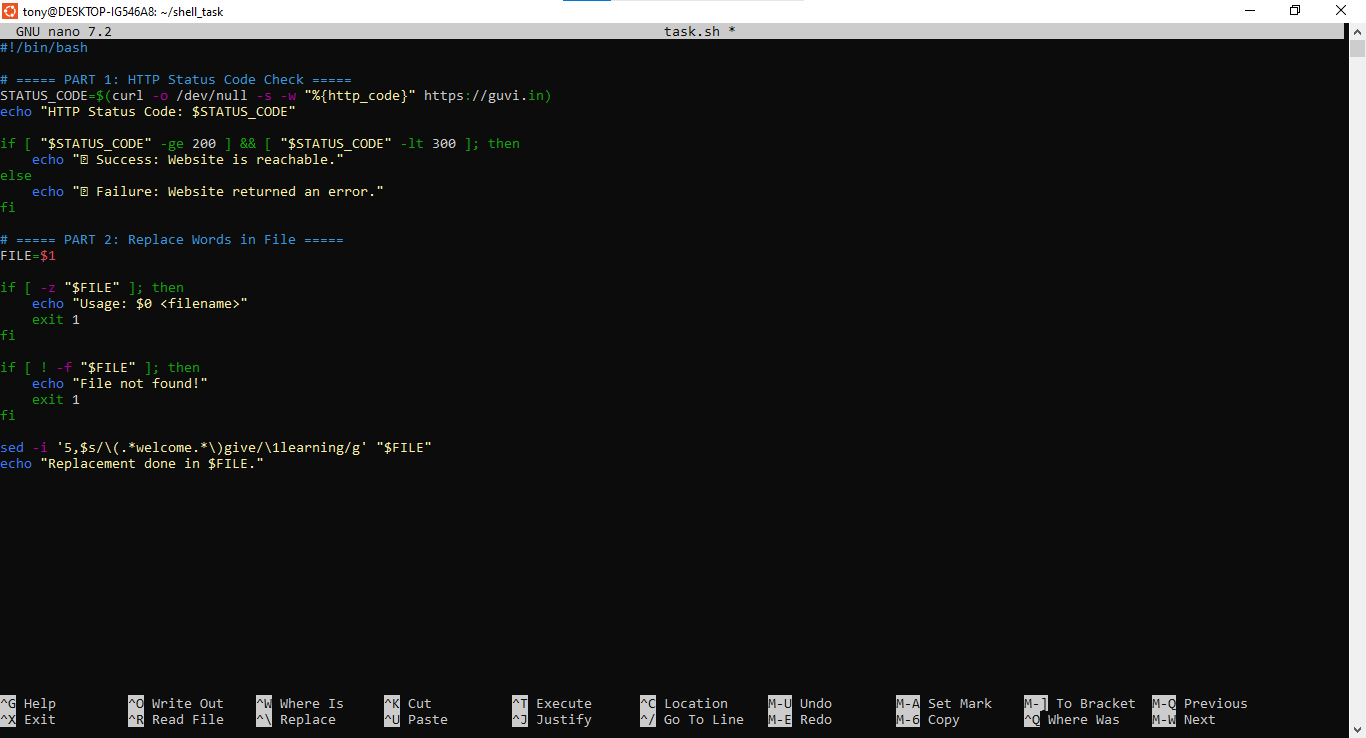 tony@DESKTOP-IG546A8: ~/shell_task
GNU nano 7.2 task.sh *
#!/bin/bash
# ===== PART 1: HTTP Status Code Check =====
STATUS_CODE=$(curl -o /dev/null -s -w "%{http_code}" https://guvi.in)
echo "HTTP Status Code: $STATUS_CODE"
if [ "$STATUS_CODE" -ge 200 ] && [ "$STATUS_CODE" -lt 300 ]; then
    echo "⍰ Success: Website is reachable."
else
    echo "⍰ Failure: Website returned an error."
fi
# ===== PART 2: Replace Words in File =====
FILE=$1
if [ -z "$FILE" ]; then
    echo "Usage: $0 <filename>"
    exit 1
fi
if [ ! -f "$FILE" ]; then
    echo "File not found!"
    exit 1
fi
sed -i '5,$s/\(.*welcome.*\)give/\1learning/g' "$FILE"
echo "Replacement done in $FILE."
^G Help ^O Write Out ^W Where Is ^K Cut ^T Execute ^C Location M-U Undo M-A Set Mark M-] To Bracket M-Q Previous
^X Exit ^R Read File ^\ Replace ^U Paste ^J Justify ^/ Go To Line M-E Redo M-6 Copy ^Q Where Was M-W Next